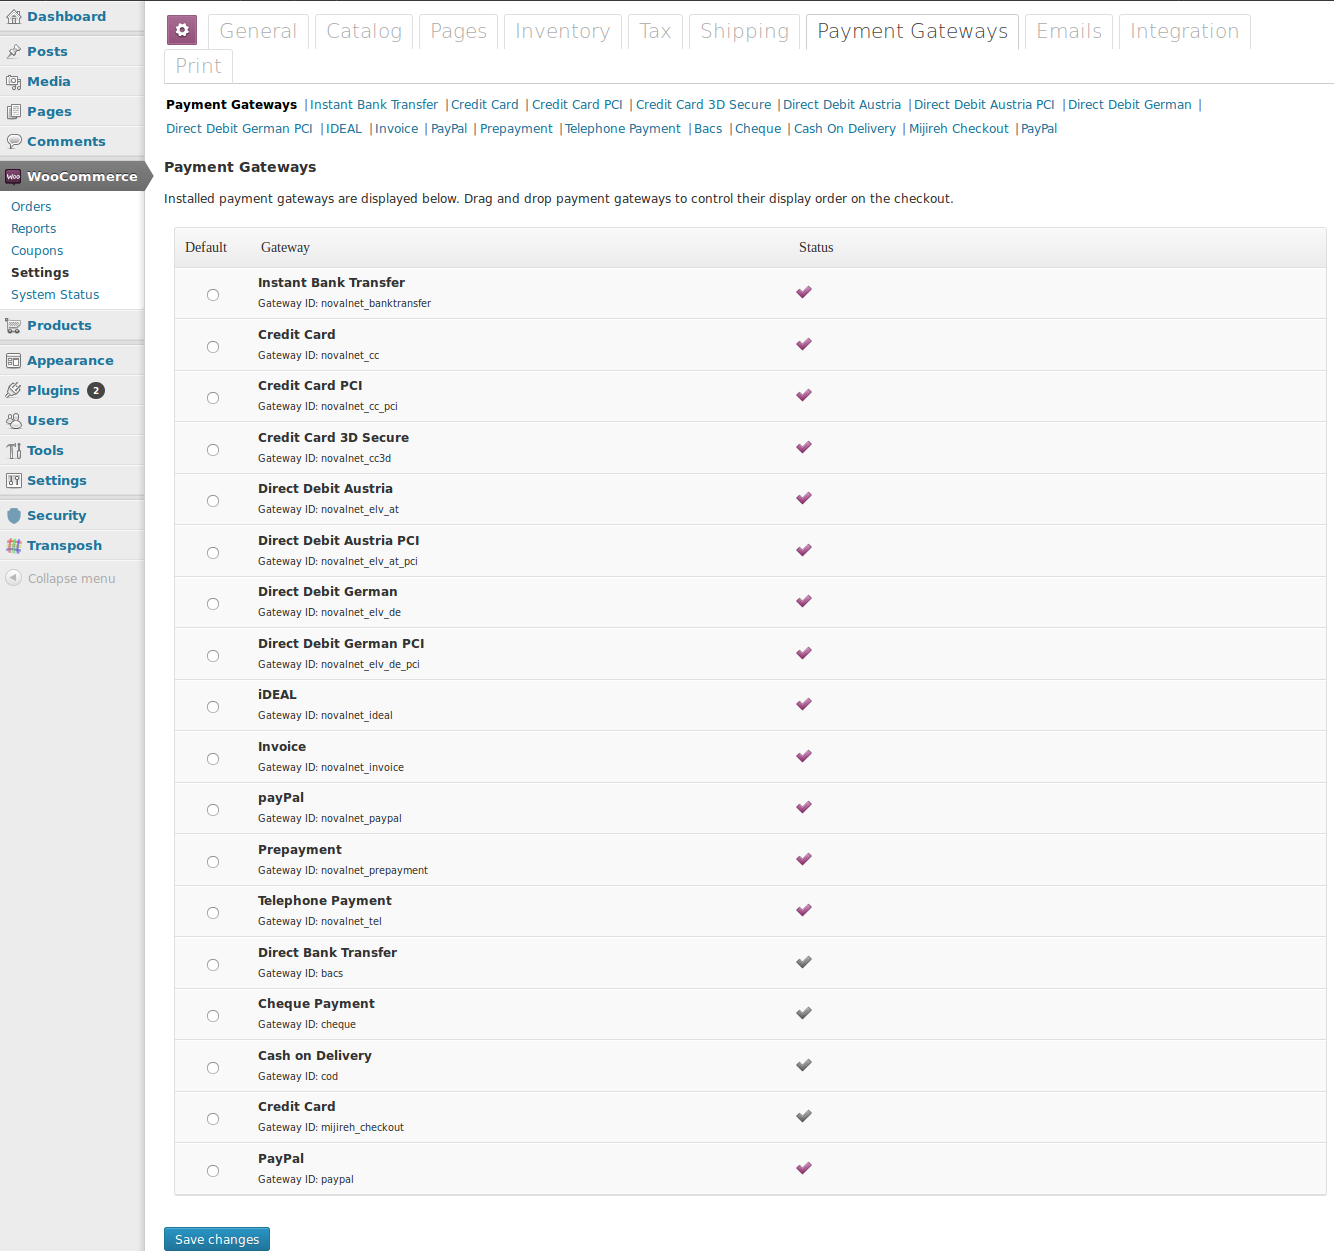 Dashboard
Posts
Media
Pages
Comments
Woo WooCommerce
Orders
Reports
Coupons
Settings
System Status
Products
Appearance
Plugins 2
Users
Tools
Settings
Security
Transposh
Collapse menu
General Catalog Pages Inventory Tax Shipping Payment Gateways Emails Integration
Print
Payment Gateways | Instant Bank Transfer | Credit Card | Credit Card PCI | Credit Card 3D Secure | Direct Debit Austria | Direct Debit Austria PCI | Direct Debit German |
Direct Debit German PCI | IDEAL | Invoice | PayPal | Prepayment | Telephone Payment | Bacs | Cheque | Cash On Delivery | Mijireh Checkout | PayPal
Payment Gateways
Installed payment gateways are displayed below. Drag and drop payment gateways to control their display order on the checkout.
Default Gateway Status
Instant Bank Transfer
Gateway ID: novalnet_banktransfer
Credit Card
Gateway ID: novalnet_cc
Credit Card PCI
Gateway ID: novalnet_cc_pci
Credit Card 3D Secure
Gateway ID: novalnet_cc3d
Direct Debit Austria
Gateway ID: novalnet_elv_at
Direct Debit Austria PCI
Gateway ID: novalnet_elv_at_pci
Direct Debit German
Gateway ID: novalnet_elv_de
Direct Debit German PCI
Gateway ID: novalnet_elv_de_pci
iDEAL
Gateway ID: novalnet_ideal
Invoice
Gateway ID: novalnet_invoice
payPal
Gateway ID: novalnet_paypal
Prepayment
Gateway ID: novalnet_prepayment
Telephone Payment
Gateway ID: novalnet_tel
Direct Bank Transfer
Gateway ID: bacs
Cheque Payment
Gateway ID: cheque
Cash on Delivery
Gateway ID: cod
Credit Card
Gateway ID: mijireh_checkout
PayPal
Gateway ID: paypal
Save changes